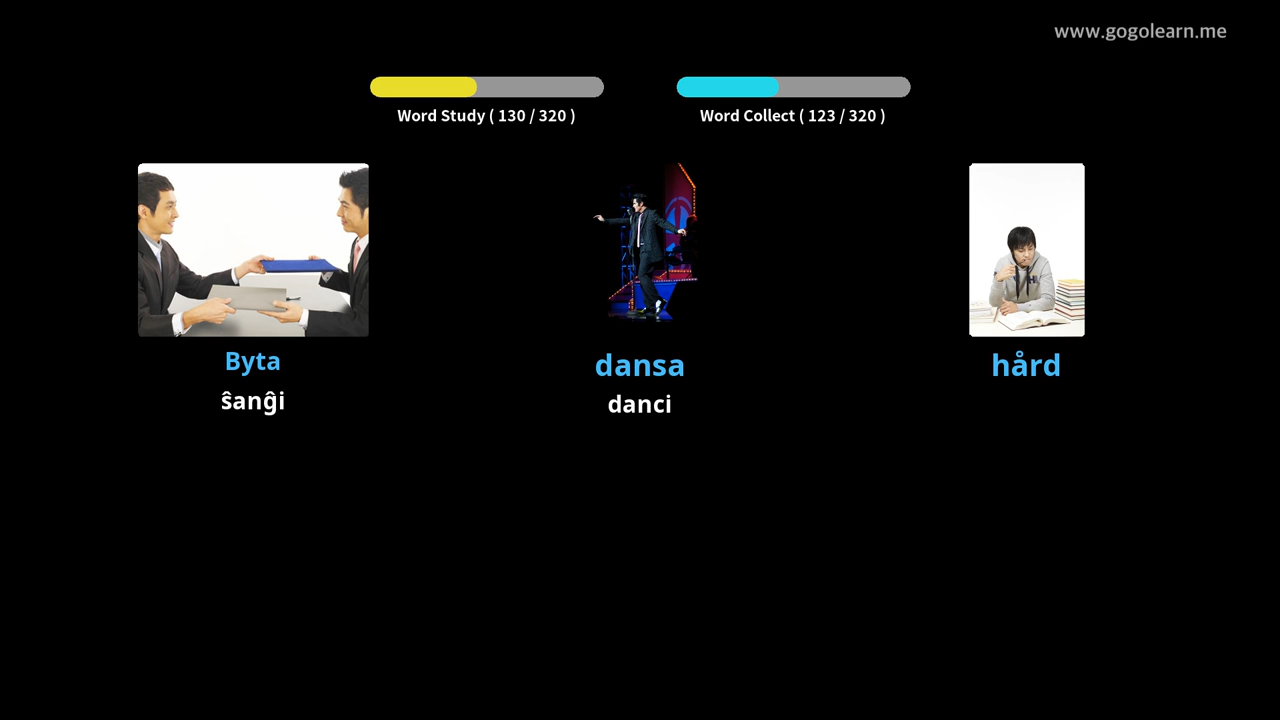 www.gogolearn.me
Word Study ( 130 / 320 )
Word Collect ( 123 / 320 )
Byta
ŝanĝi
dansa
danci
hård